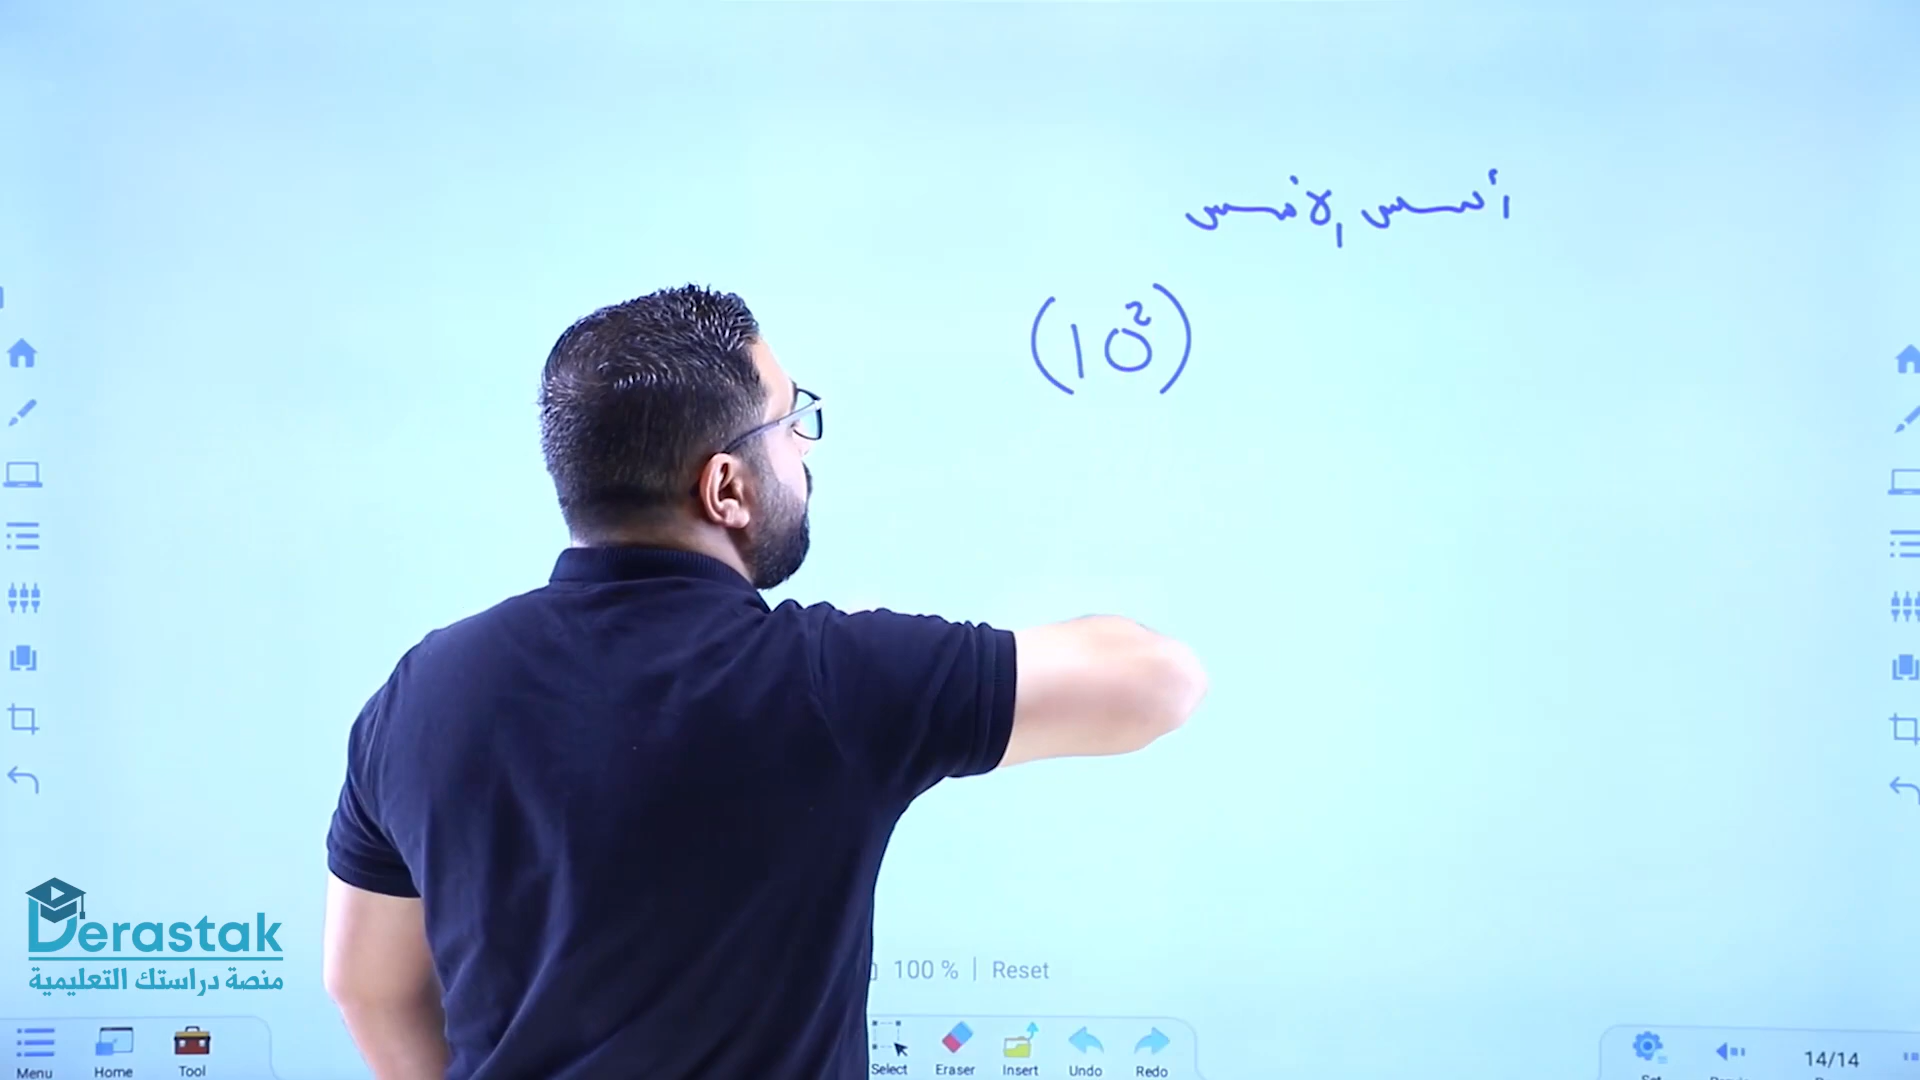 أسس الأسس
(10²)
Derastak
منصة دراستك التعليمية
100 % | Reset
Menu Home Tool Select Eraser Insert Undo Redo 14/14